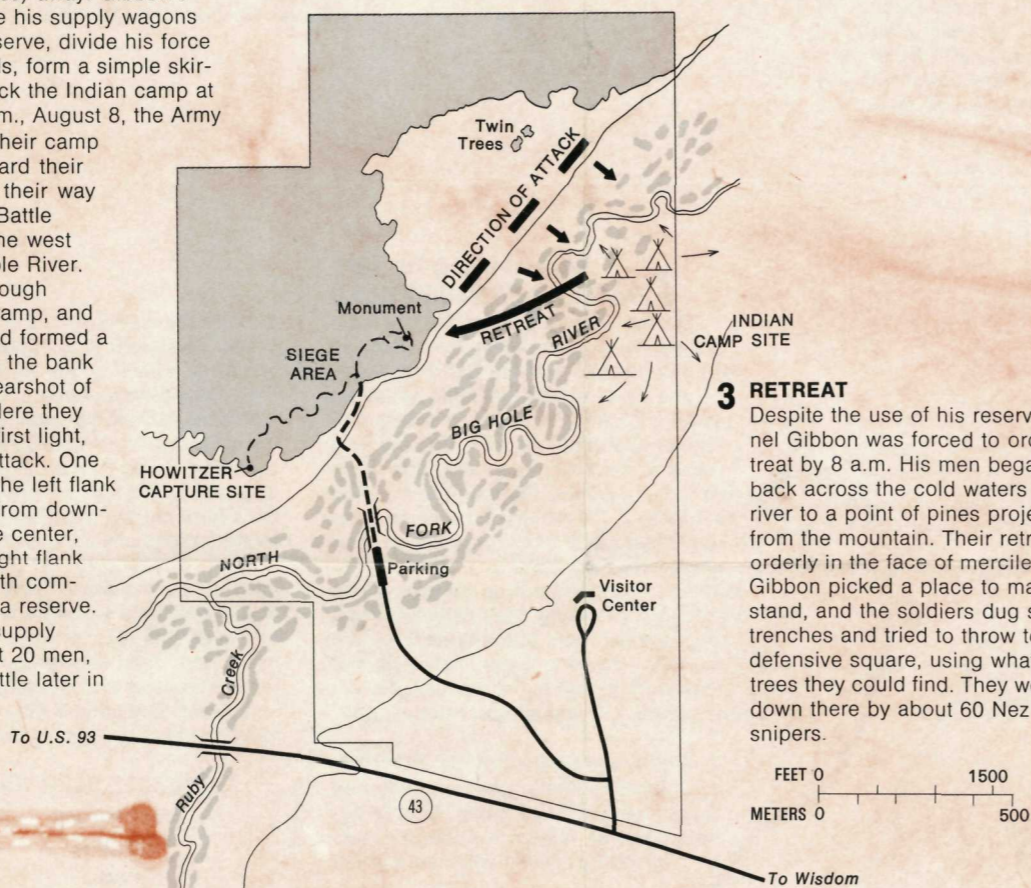 e his supply wagons
serve, divide his force
ls, form a simple skir-
ck the Indian camp at
m., August 8, the Army
heir camp
ard their
their way
Battle
he west
ole River.
ough
amp, and
d formed a
the bank
earshot of
Here they
first light,
ttack. One
he left flank
from down-
e center,
ght flank
th com-
a reserve.
supply
t 20 men,
ttle later in
Twin
Trees
DIRECTION OF ATTACK
RETREAT
Monument
SIEGE
AREA
HOWITZER
CAPTURE SITE
INDIAN
CAMP SITE
NORTH
FORK
BIG HOLE
RIVER
Parking
Visitor
Center
Ruby
Creek
To U.S. 93
43
To Wisdom
3 RETREAT
Despite the use of his reserv
nel Gibbon was forced to ord
treat by 8 a.m. His men bega
back across the cold waters
river to a point of pines proje
from the mountain. Their retr
orderly in the face of mercile
Gibbon picked a place to ma
stand, and the soldiers dug s
trenches and tried to throw to
defensive square, using what
trees they could find. They we
down there by about 60 Nez
snipers.
FEET 0 1500
METERS 0 500